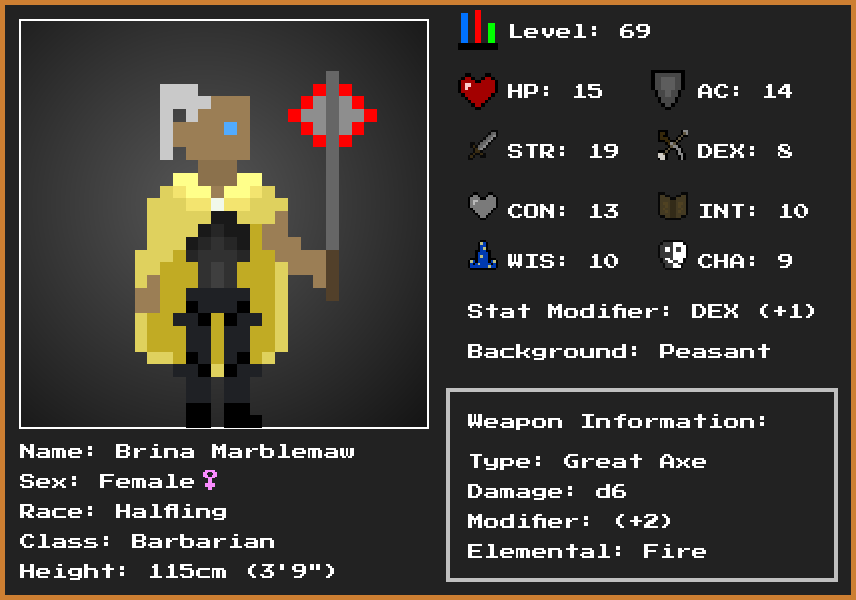 Level: 69
HP: 15
AC: 14
STR: 19
DEX: 8
CON: 13
INT: 10
WIS: 10
CHA: 9
Stat Modifier: DEX (+1)
Background: Peasant
Name: Brina Marblemaw
Sex: Female♀
Race: Halfling
Class: Barbarian
Height: 115cm (3'9")
Weapon Information:
Type: Great Axe
Damage: d6
Modifier: (+2)
Elemental: Fire